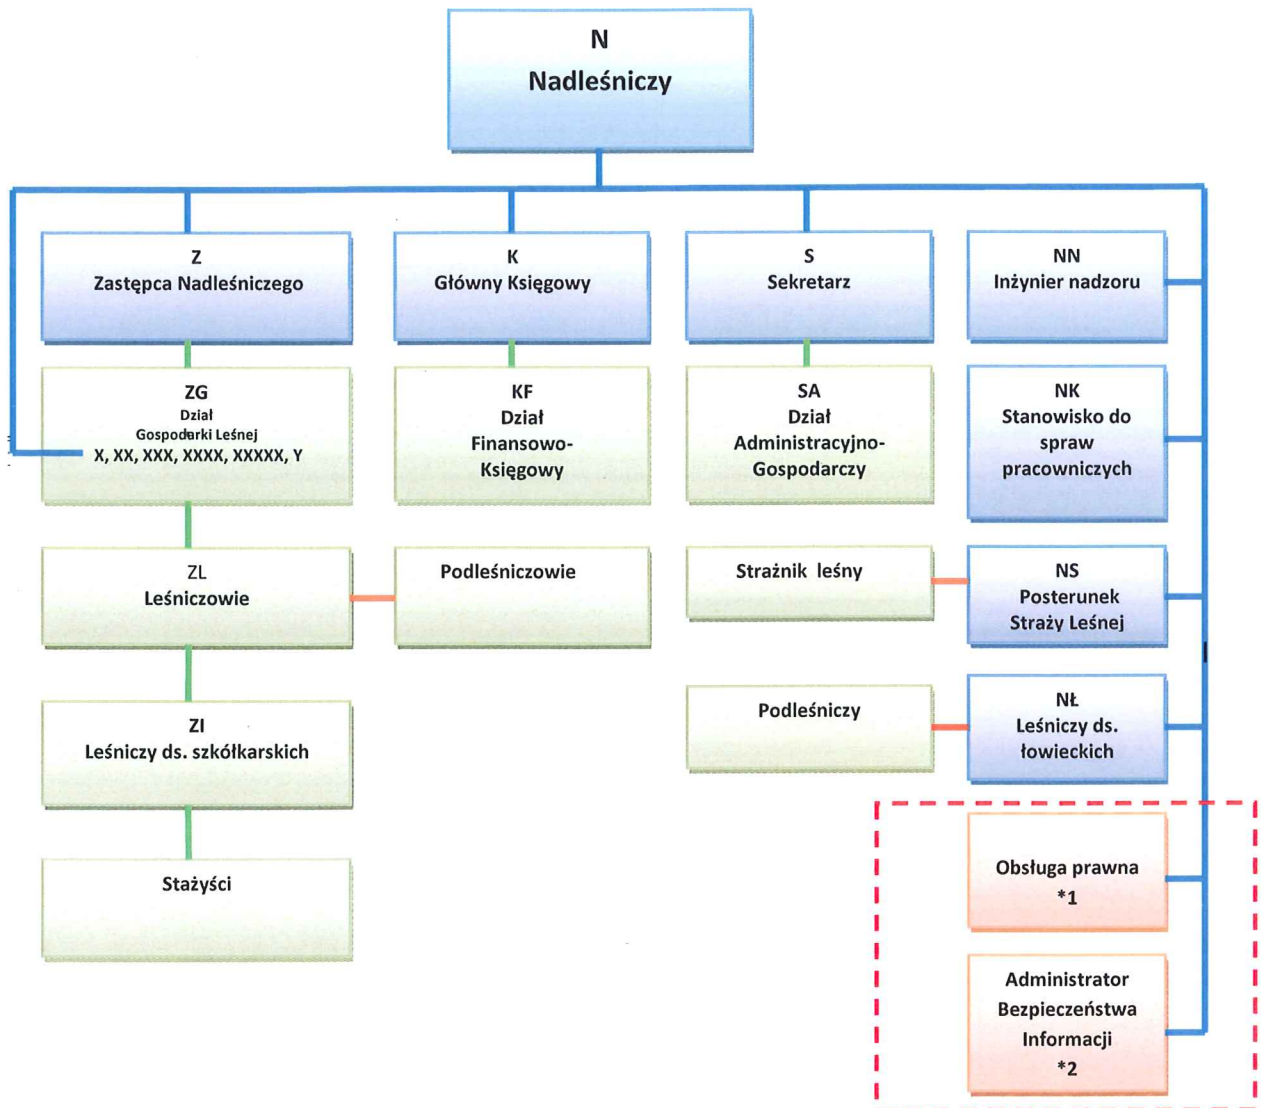 N
Nadleśniczy
Z
Zastępca Nadleśniczego
K
Główny Księgowy
S
Sekretarz
NN
Inżynier nadzoru
ZG
Dział
Gospodarki Leśnej
X, XX, XXX, XXXX, XXXXX, Y
KF
Dział
Finansowo-
Księgowy
SA
Dział
Administracyjno-
Gospodarczy
NK
Stanowisko do
spraw
pracowniczych
ZL
Leśniczowie
Podleśniczowie
Strażnik leśny
NS
Posterunek
Straży Leśnej
ZI
Leśniczy ds. szkółkarskich
Podleśniczy
NŁ
Leśniczy ds.
łowieckich
Stażyści
Obsługa prawna
*1
Administrator
Bezpieczeństwa
Informacji
*2